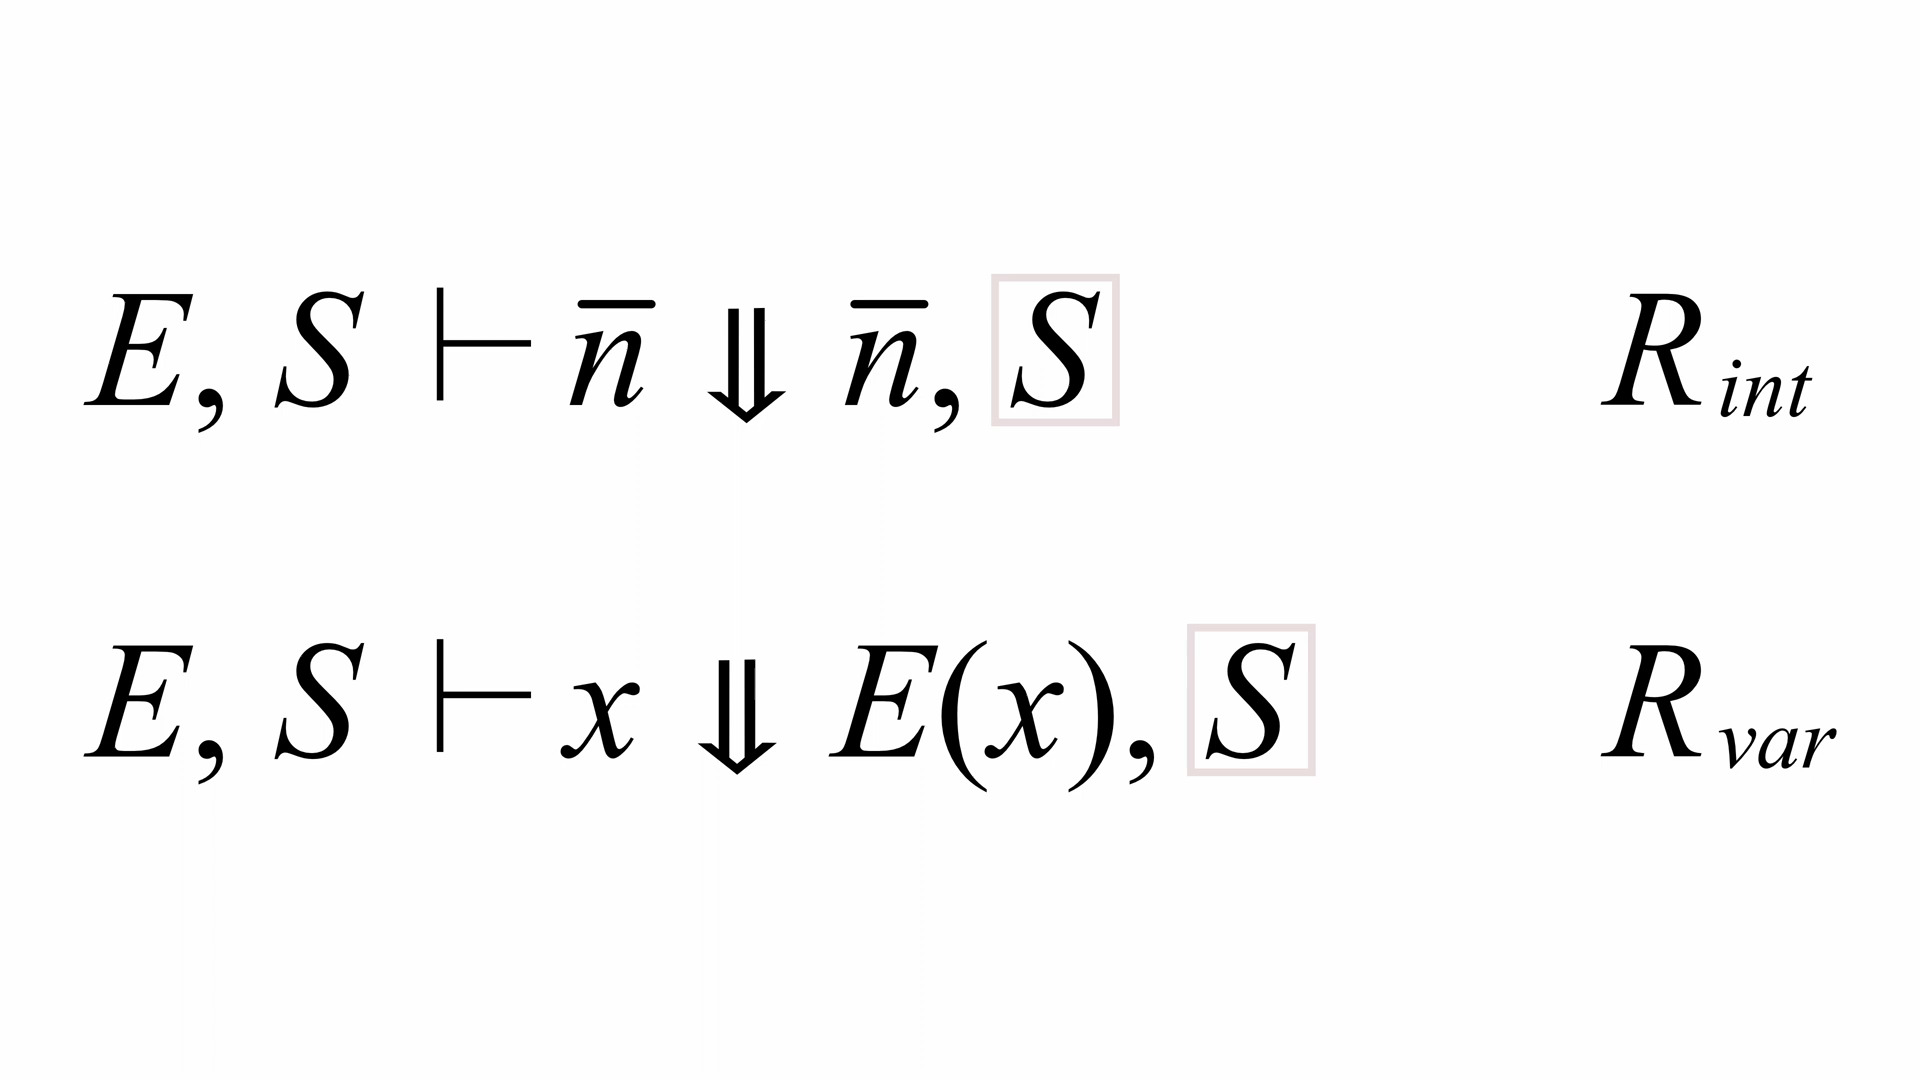 E, S ⊢ n̅ ⇓ n̅, S R_int
E, S ⊢ x ⇓ E(x), S R_var